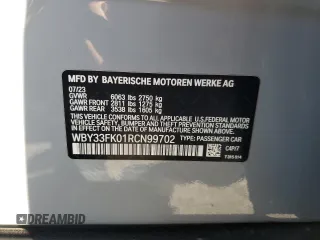 MFD BY BAYERISCHE MOTOREN WERKE AG
07/23
GVWR 6063 lbs 2750 kg
GAWR FRONT 2811 lbs 1275 kg
GAWR REAR 3538 lbs 1605 kg
THIS VEHICLE CONFORMS TO ALL APPLICABLE FEDERAL
MOTOR VEHICLE SAFETY, BUMPER, AND THEFT PREVENTION
STANDARDS IN EFFECT ON THE DATE OF MANUFACTURE SHOWN ABOVE.
WBY33FK01RCN99702
TYPE: PASSENGER CAR
C4P17
AUTOBIDMASTER